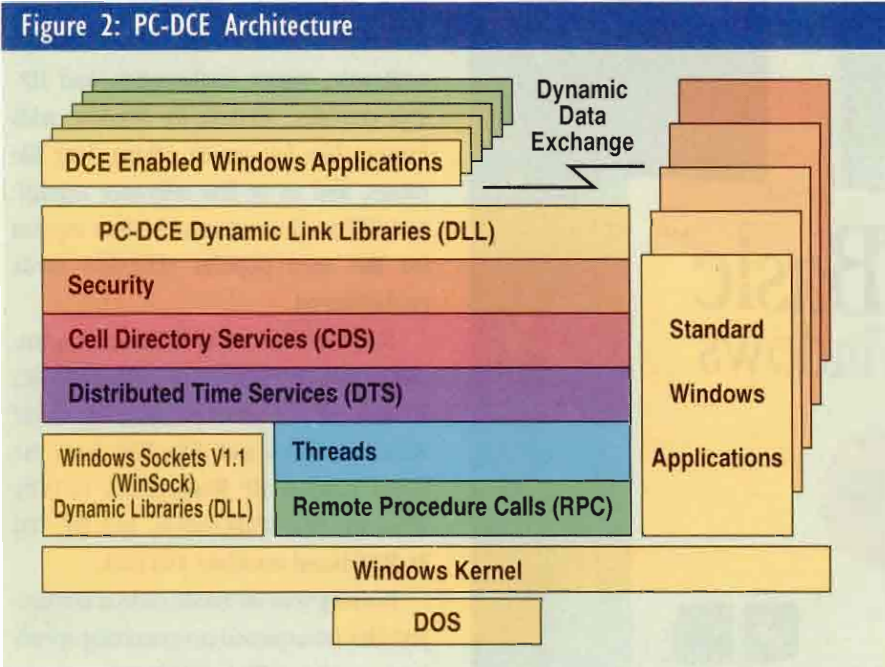 Figure 2: PC-DCE Architecture
Dynamic
Data
Exchange
DCE Enabled Windows Applications
PC-DCE Dynamic Link Libraries (DLL)
Security
Cell Directory Services (CDS)
Distributed Time Services (DTS)
Windows Sockets V1.1
(WinSock)
Dynamic Libraries (DLL)
Threads
Remote Procedure Calls (RPC)
Standard
Windows
Applications
Windows Kernel
DOS